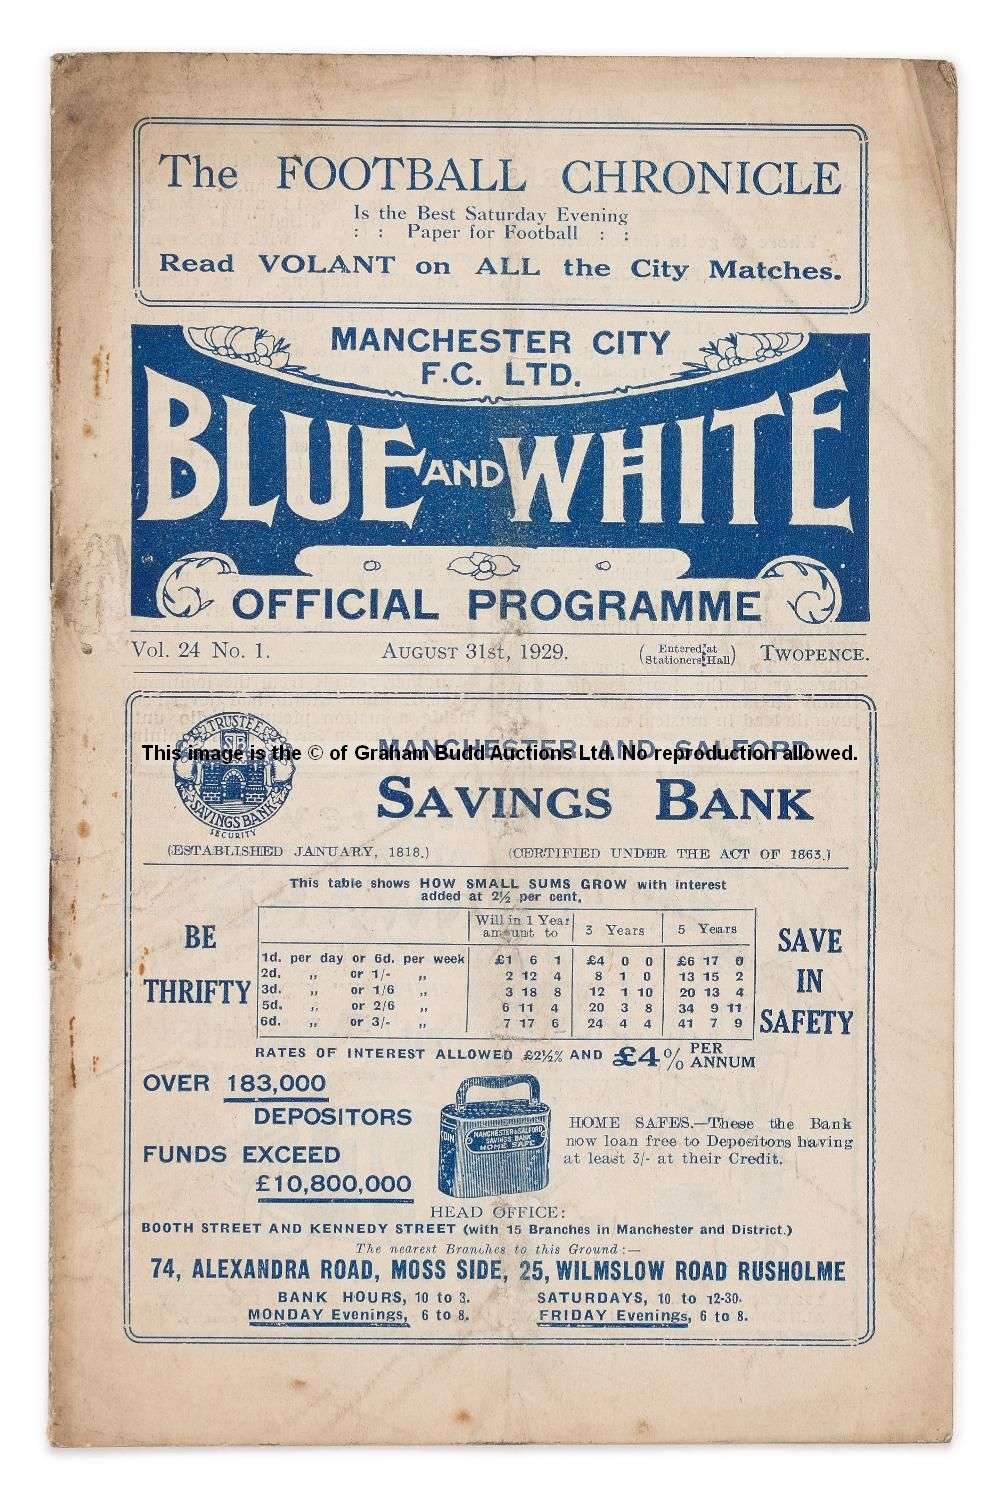 The FOOTBALL CHRONICLE
Is the Best Saturday Evening
: : Paper for Football : :
Read VOLANT on ALL the City Matches.
MANCHESTER CITY
F.C. LTD.
BLUE AND WHITE
OFFICIAL PROGRAMME
Vol. 24 No. 1. AUGUST 31st, 1929. (Entered at Stationers' Hall) TWOPENCE.
TRUSTEE
SB
SAVINGS BANK
SECURITY
MANCHESTER AND SALFORD
This image is the © of Graham Budd Auctions Ltd. No reproduction allowed.
SAVINGS BANK
(ESTABLISHED JANUARY, 1818.) (CERTIFIED UNDER THE ACT OF 1863.)
This table shows HOW SMALL SUMS GROW with interest
added at 2½ per cent.
BE
THRIFTY
Will in 1 Year amount to 3 Years 5 Years
1d. per day or 6d. per week £1 6 1 £4 0 0 £6 17 0
2d. ,, or 1/- ,, 2 12 4 8 1 0 13 15 2
3d. ,, or 1/6 ,, 3 18 8 12 1 10 20 13 4
5d. ,, or 2/6 ,, 6 11 4 20 3 8 34 9 11
6d. ,, or 3/- ,, 7 17 6 24 4 4 41 7 9
SAVE
IN
SAFETY
RATES OF INTEREST ALLOWED £2½% AND £4% PER ANNUM
OVER 183,000
DEPOSITORS
FUNDS EXCEED
£10,800,000
COIN
MANCHESTER & SALFORD
SAVINGS BANK
HOME SAFE
HOME SAFES.—These the Bank
now loan free to Depositors having
at least 3/- at their Credit.
HEAD OFFICE:
BOOTH STREET AND KENNEDY STREET (with 15 Branches in Manchester and District.)
The nearest Branches to this Ground:—
74, ALEXANDRA ROAD, MOSS SIDE, 25, WILMSLOW ROAD RUSHOLME
BANK HOURS, 10 to 3. SATURDAYS, 10 to 12-30.
MONDAY Evenings, 6 to 8. FRIDAY Evenings, 6 to 8.